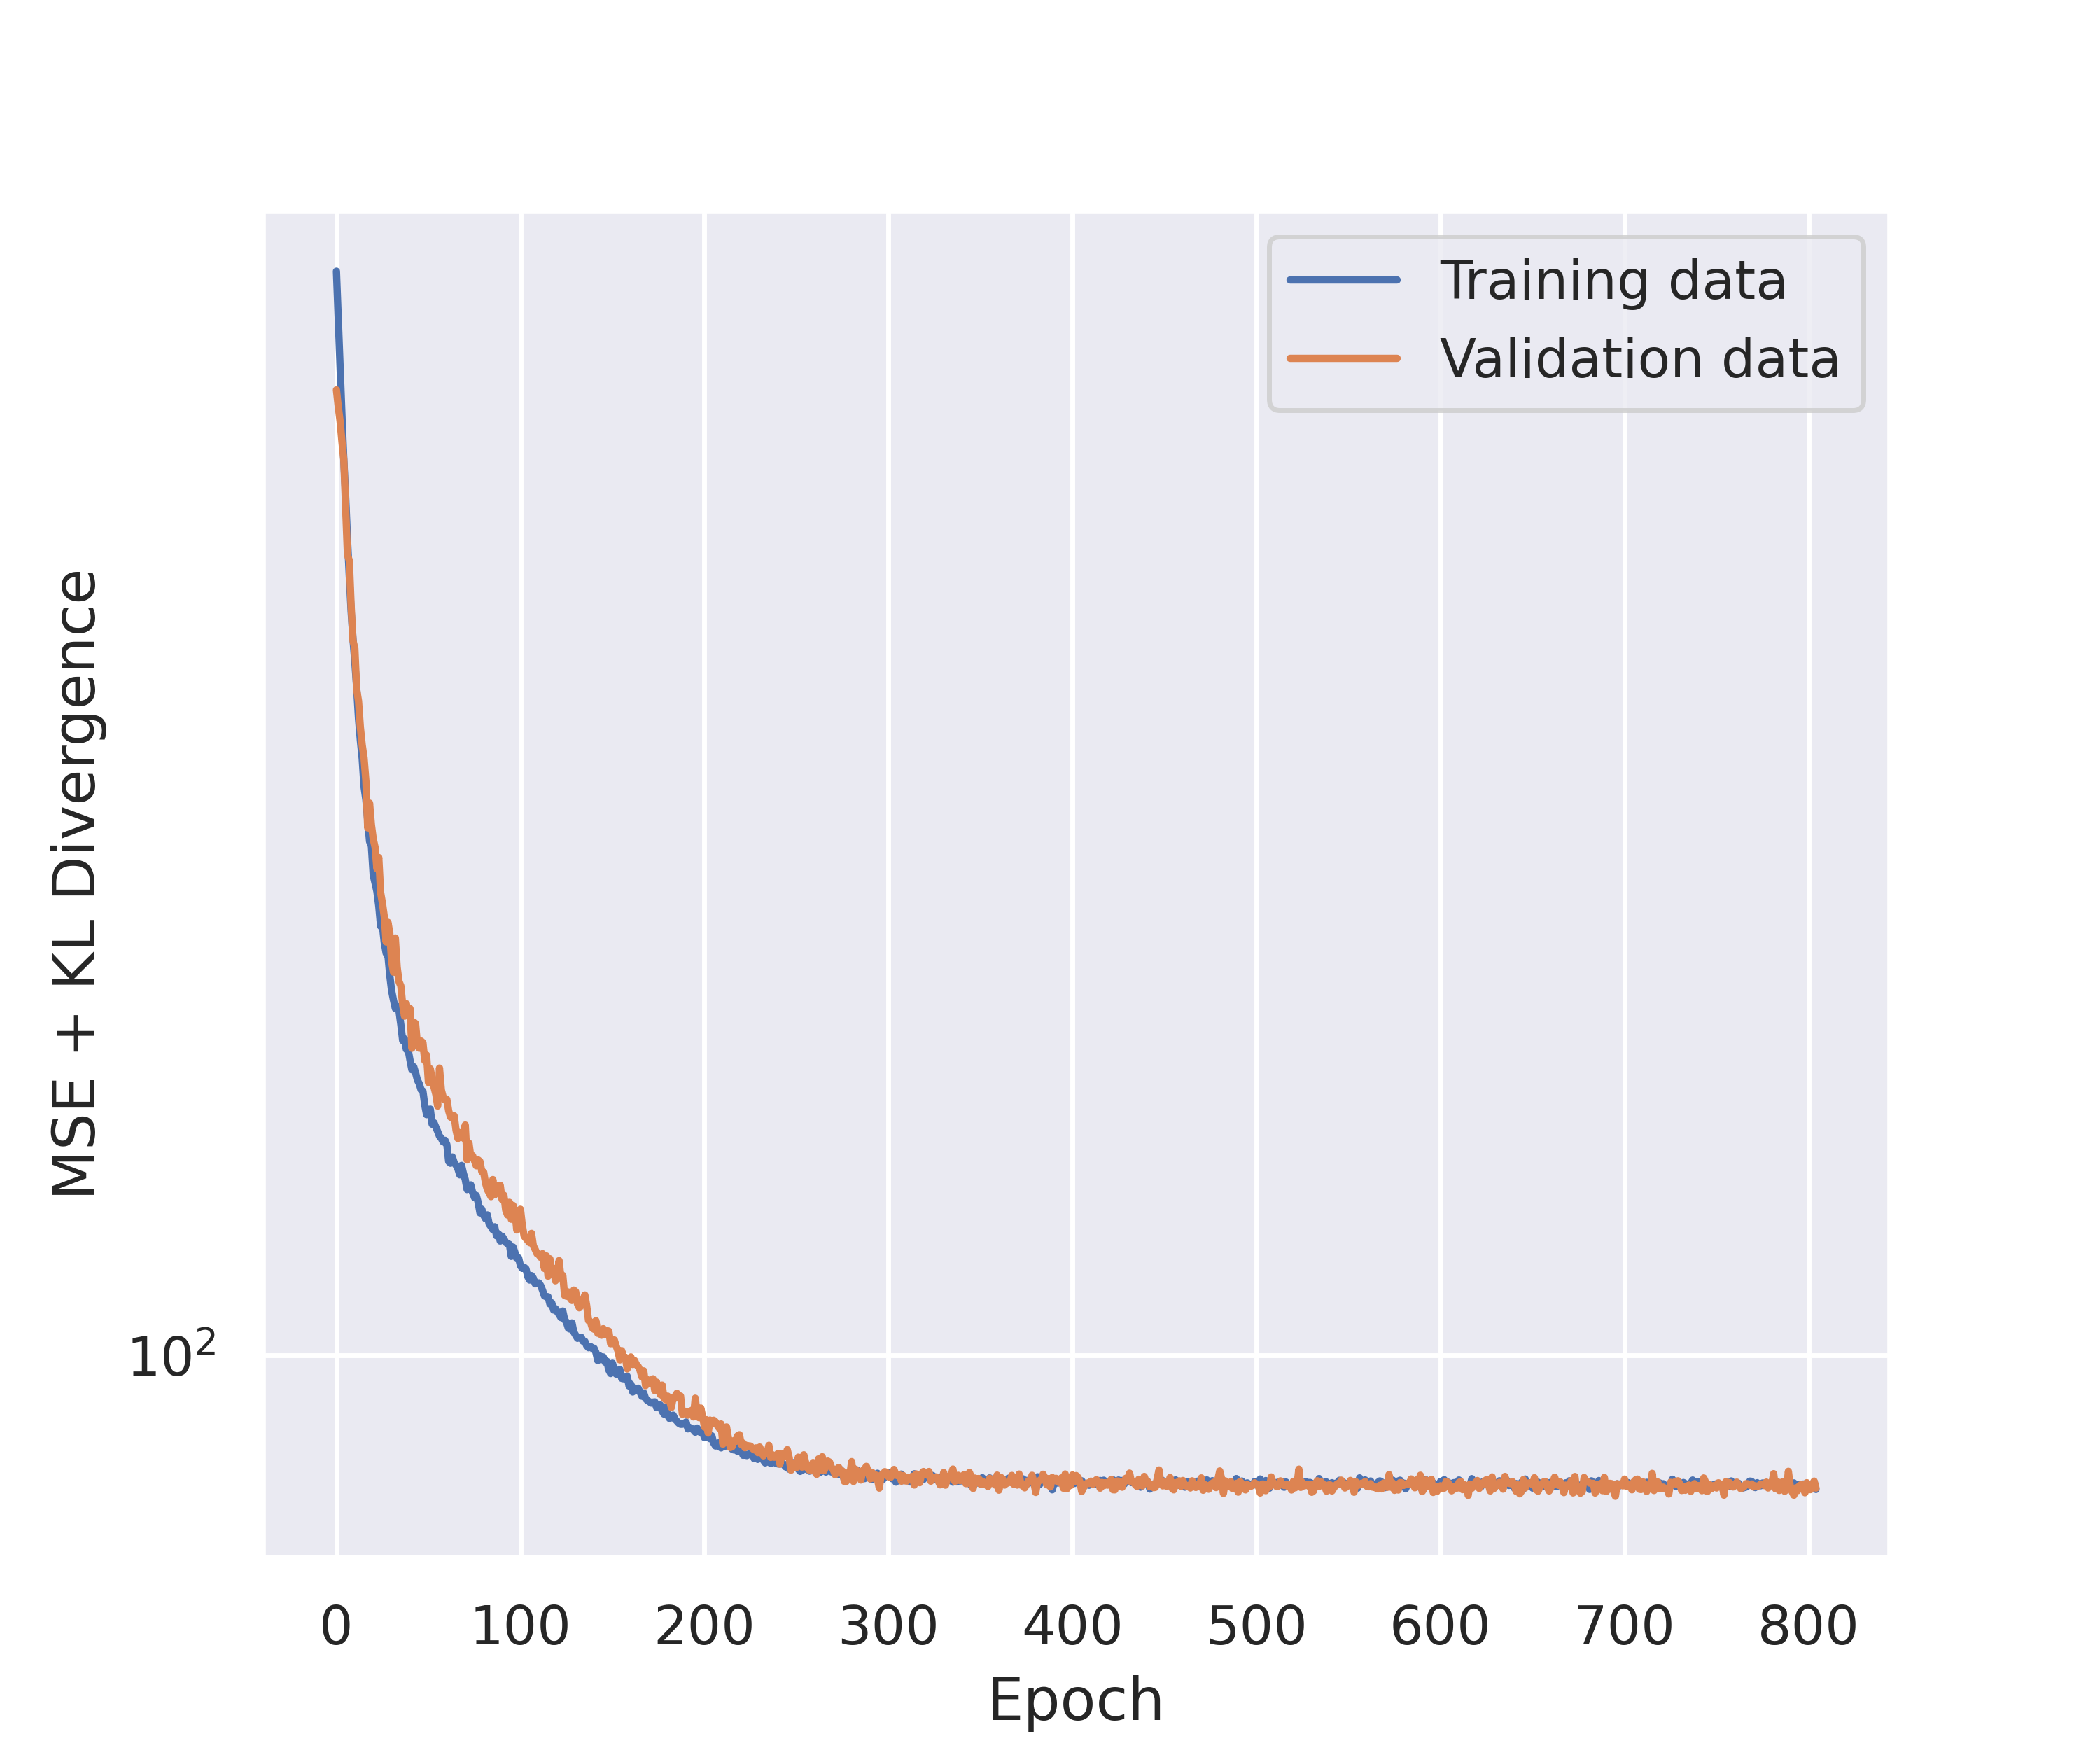 Training data
Validation data
MSE + KL Divergence
10²
0 100 200 300 400 500 600 700 800
Epoch